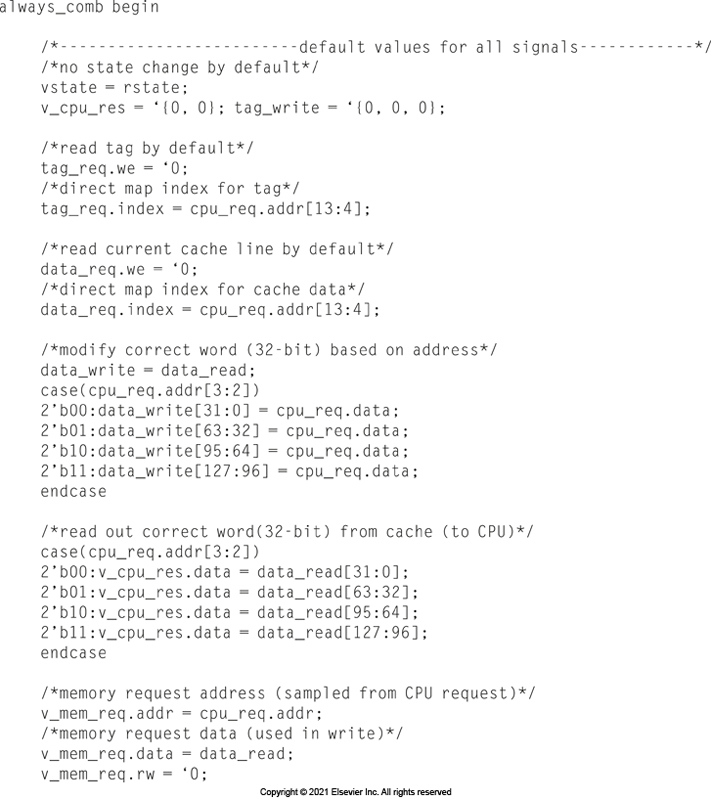 always_comb begin
/*-------------------------default values for all signals------------*/
/*no state change by default*/
vstate = rstate;
v_cpu_res = ‘{0, 0}; tag_write = ‘{0, 0, 0};
/*read tag by default*/
tag_req.we = ‘0;
/*direct map index for tag*/
tag_req.index = cpu_req.addr[13:4];
/*read current cache line by default*/
data_req.we = ‘0;
/*direct map index for cache data*/
data_req.index = cpu_req.addr[13:4];
/*modify correct word (32-bit) based on address*/
data_write = data_read;
case(cpu_req.addr[3:2])
2’b00:data_write[31:0] = cpu_req.data;
2’b01:data_write[63:32] = cpu_req.data;
2’b10:data_write[95:64] = cpu_req.data;
2’b11:data_write[127:96] = cpu_req.data;
endcase
/*read out correct word(32-bit) from cache (to CPU)*/
case(cpu_req.addr[3:2])
2’b00:v_cpu_res.data = data_read[31:0];
2’b01:v_cpu_res.data = data_read[63:32];
2’b10:v_cpu_res.data = data_read[95:64];
2’b11:v_cpu_res.data = data_read[127:96];
endcase
/*memory request address (sampled from CPU request)*/
v_mem_req.addr = cpu_req.addr;
/*memory request data (used in write)*/
v_mem_req.data = data_read;
v_mem_req.rw = ‘0;
Copyright © 2021 Elsevier Inc. All rights reserved